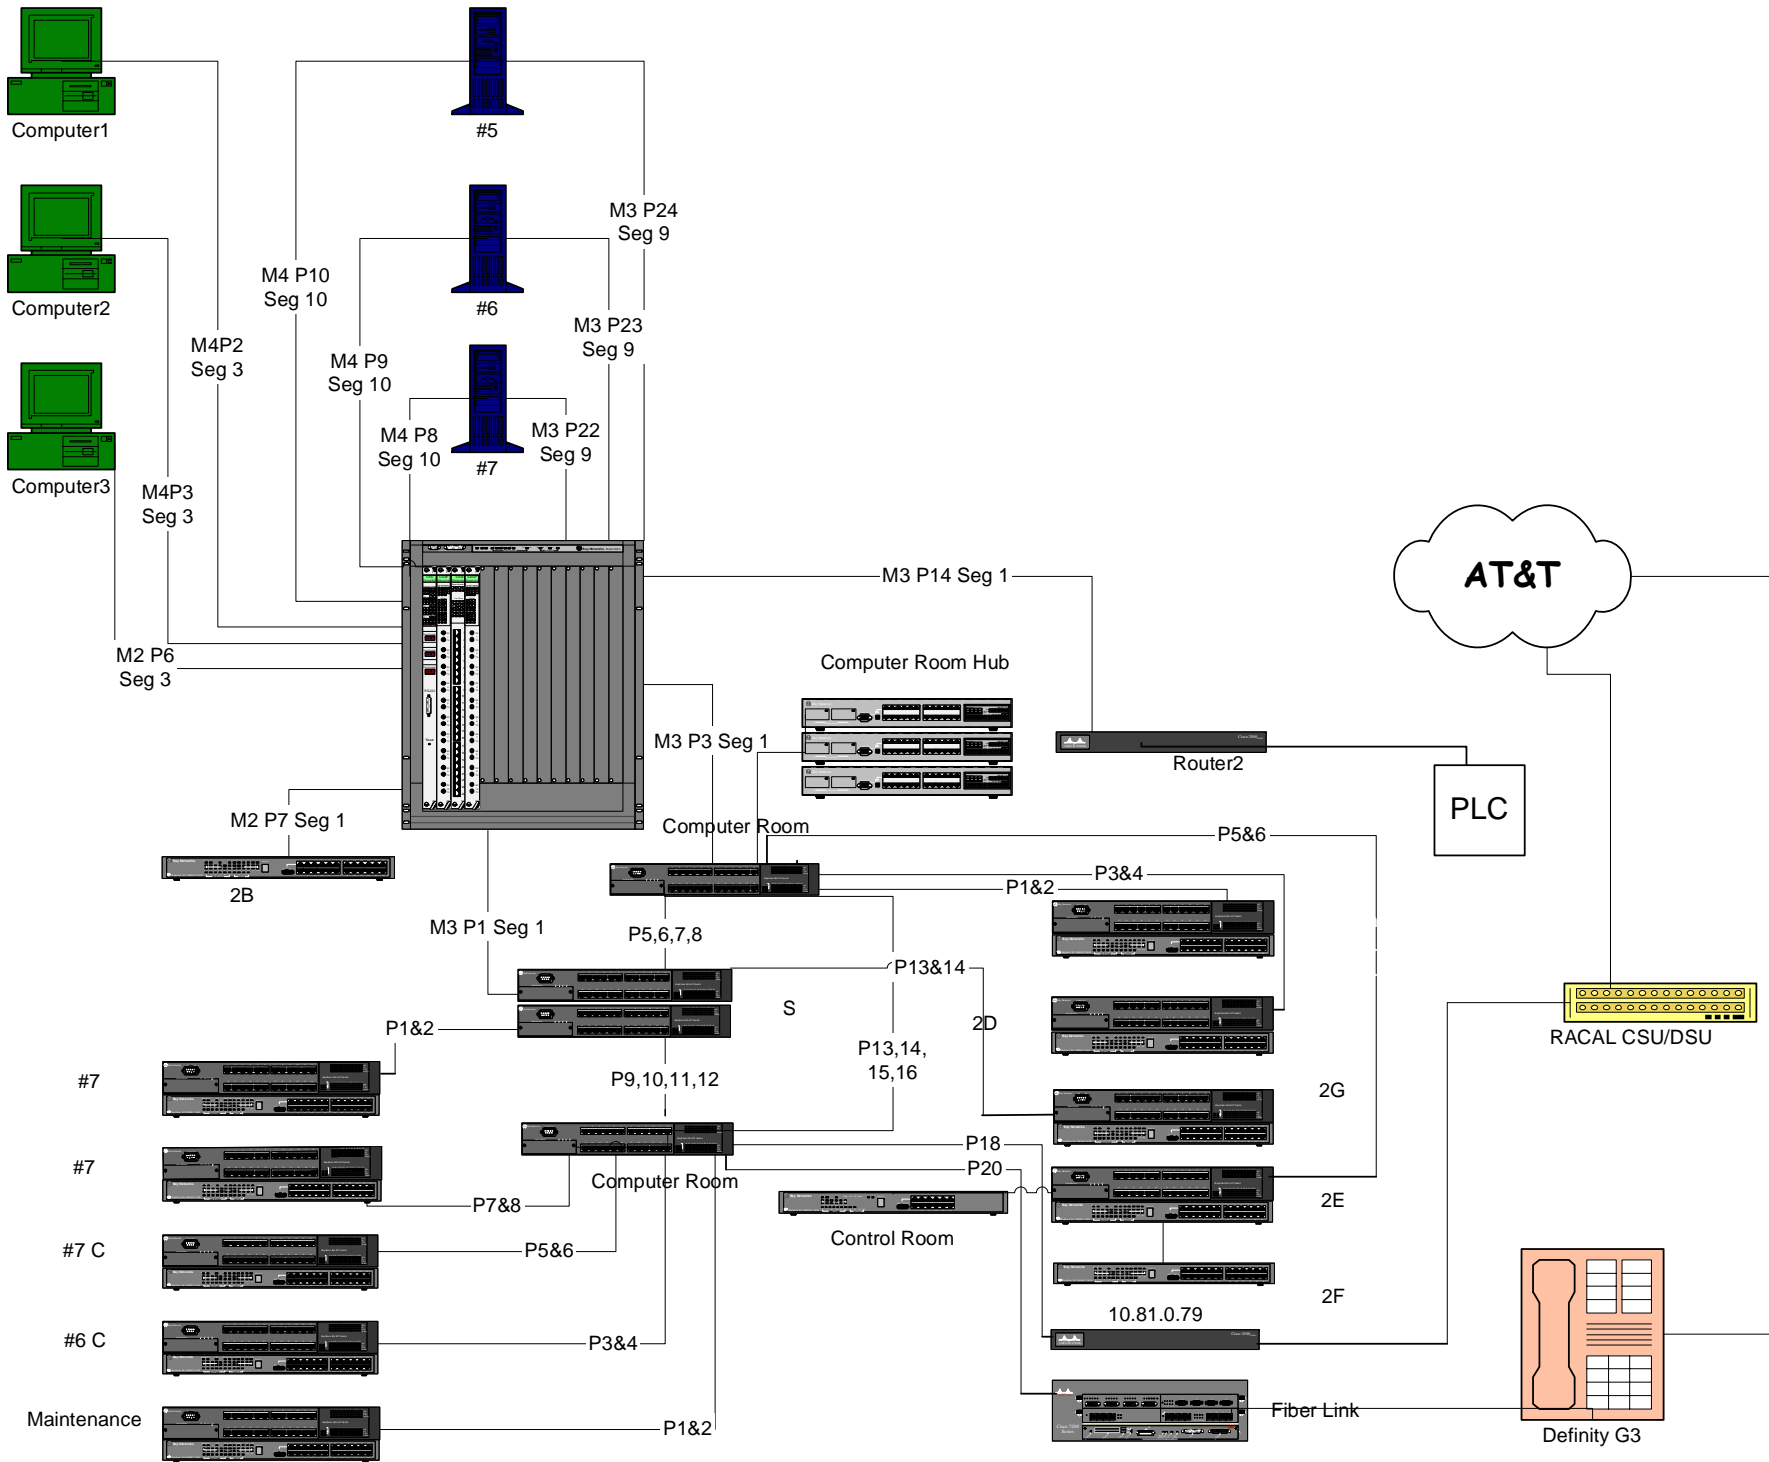 Computer1
#5
M3 P24
Seg 9
M4 P10
Seg 10
Computer2
#6
M3 P23
Seg 9
M4P2
Seg 3
M4 P9
Seg 10
M4 P8
Seg 10
M3 P22
Seg 9
#7
Computer3
M4P3
Seg 3
M3 P14 Seg 1
AT&T
M2 P6
Seg 3
Computer Room Hub
M3 P3 Seg 1
Router2
PLC
M2 P7 Seg 1
Computer Room
P5&6
P3&4
P1&2
2B
M3 P1 Seg 1
P5,6,7,8
P13&14
S
2D
P1&2
RACAL CSU/DSU
P13,14,
15,16
#7
P9,10,11,12
2G
P18
#7
P20
Computer Room
P7&8
2E
Control Room
#7 C
P5&6
2F
10.81.0.79
#6 C
P3&4
Maintenance
P1&2
Fiber Link
Definity G3